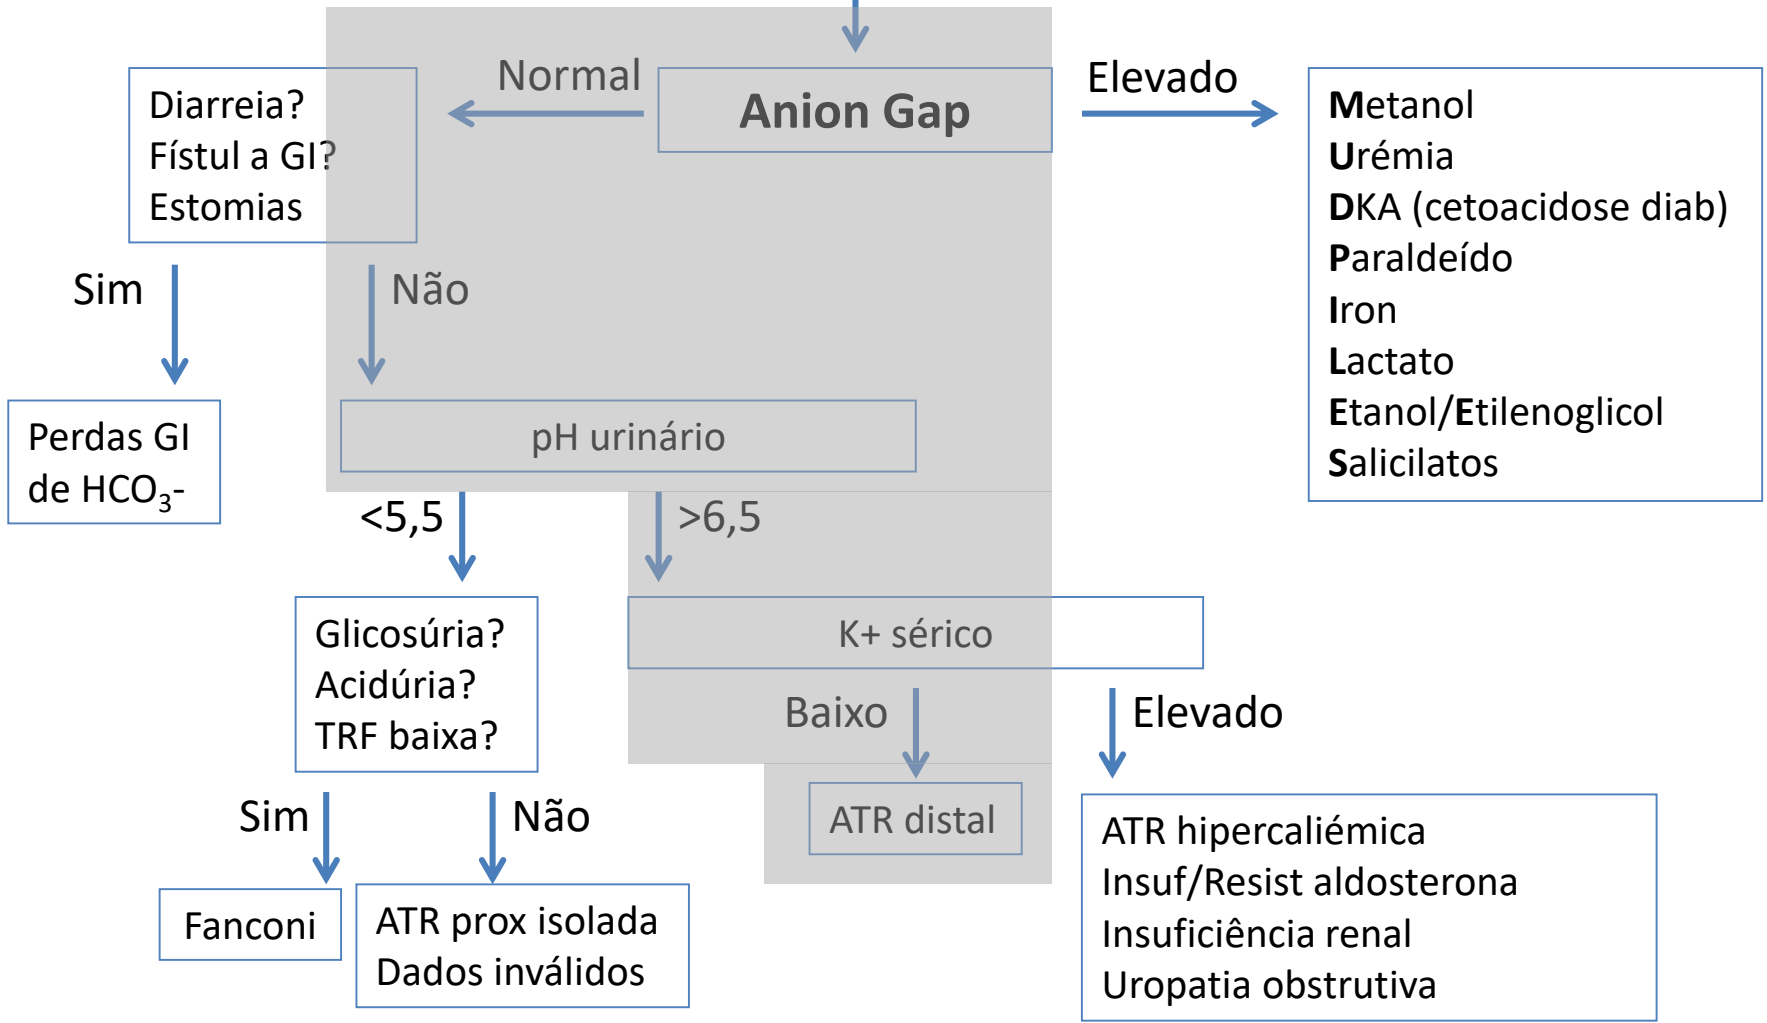 Normal
Anion Gap
Elevado
Diarreia?
Fístul a GI?
Estomias
Metanol
Urémia
DKA (cetoacidose diab)
Paraldeído
Iron
Lactato
Etanol/Etilenoglicol
Salicilatos
Sim
Não
Perdas GI
de HCO₃-
pH urinário
<5,5
>6,5
Glicosúria?
Acidúria?
TRF baixa?
K+ sérico
Baixo
Elevado
Sim
Não
ATR distal
Fanconi
ATR prox isolada
Dados inválidos
ATR hipercaliémica
Insuf/Resist aldosterona
Insuficiência renal
Uropatia obstrutiva